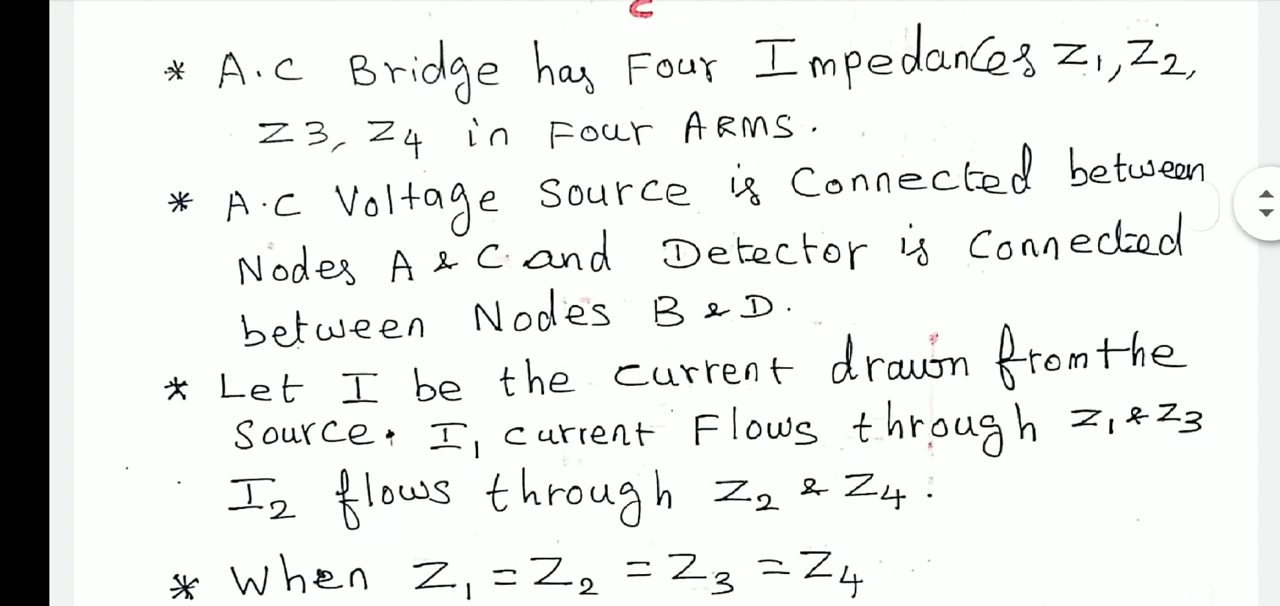 * A.C Bridge has Four Impedances Z1, Z2,
Z3, Z4 in Four ARMS.
* A.C Voltage Source is Connected between
Nodes A & C and Detector is Connected
between Nodes B & D.
* Let I be the current drawn from the
Source. I1 current Flows through Z1 & Z3
I2 flows through Z2 & Z4.
* When Z1 = Z2 = Z3 = Z4